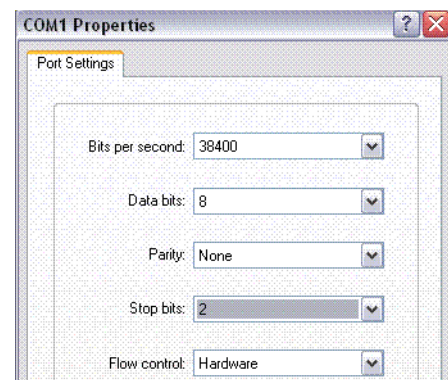 COM1 Properties
Port Settings
Bits per second: 38400
Data bits: 8
Parity: None
Stop bits: 2
Flow control: Hardware